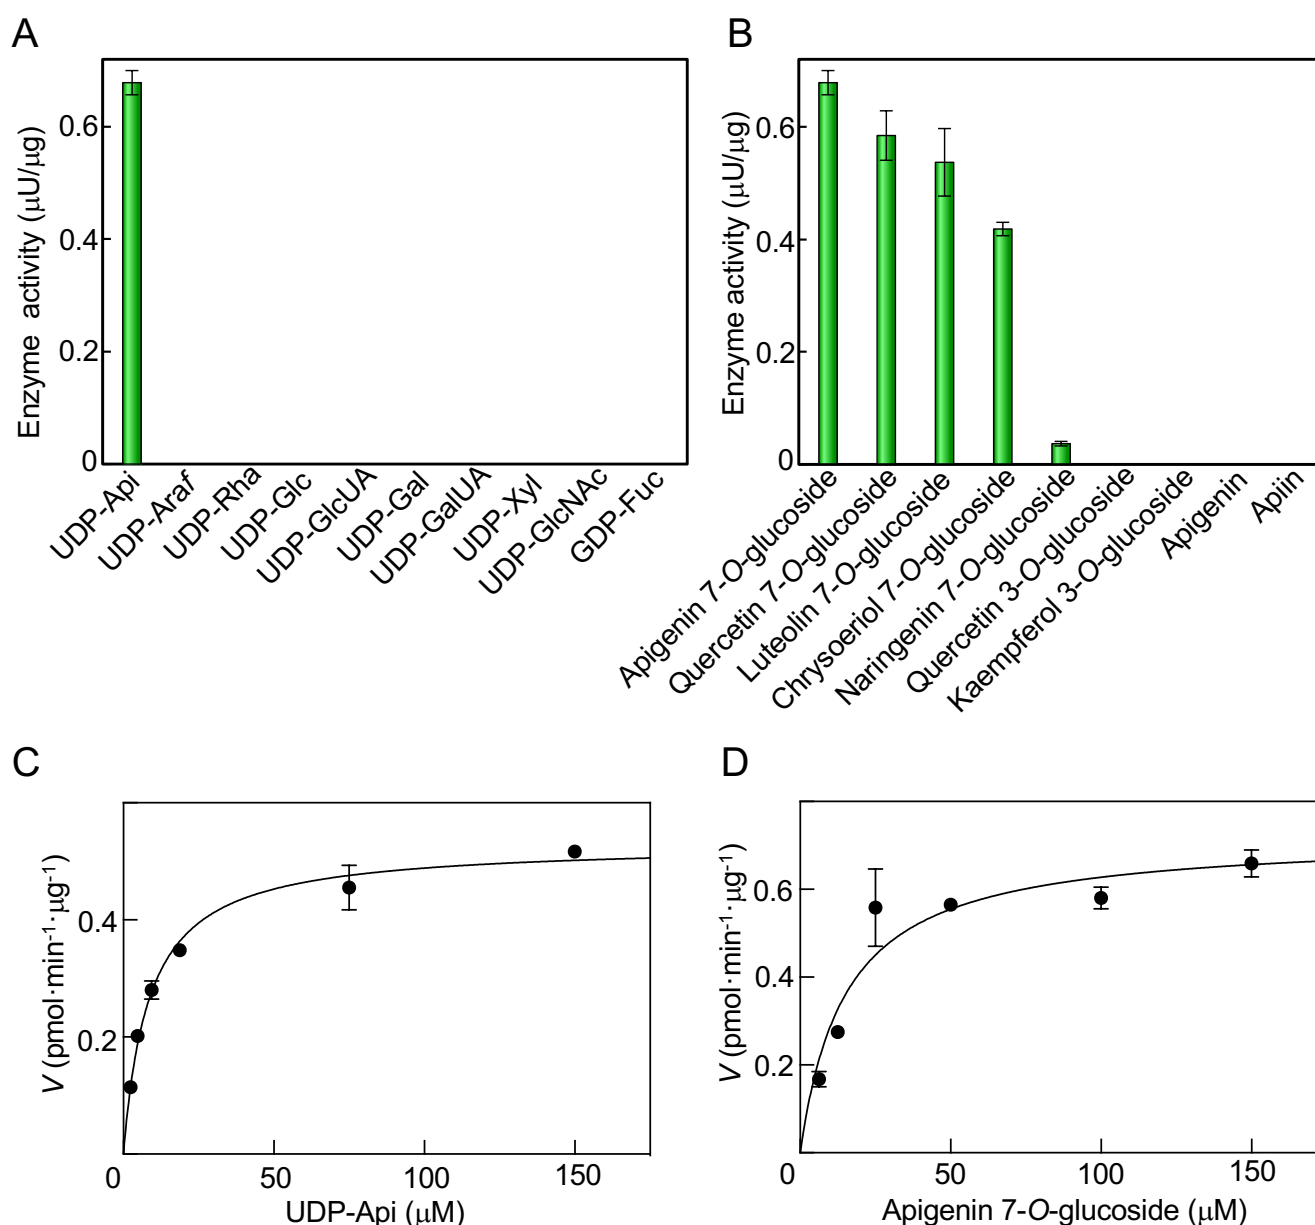 A
Enzyme activity (μU/μg)
0.6
0.4
0.2
0
UDP-Api
UDP-Araf
UDP-Rha
UDP-Glc
UDP-GlcUA
UDP-Gal
UDP-GalUA
UDP-Xyl
UDP-GlcNAc
GDP-Fuc
B
Enzyme activity (μU/μg)
0.6
0.4
0.2
0
Apigenin 7-O-glucoside
Quercetin 7-O-glucoside
Luteolin 7-O-glucoside
Chrysoeriol 7-O-glucoside
Naringenin 7-O-glucoside
Quercetin 3-O-glucoside
Kaempferol 3-O-glucoside
Apigenin
Apiin
C
V (pmol·min⁻¹·μg⁻¹)
0.4
0.2
0 50 100 150
UDP-Api (μM)
D
V (pmol·min⁻¹·μg⁻¹)
0.6
0.4
0.2
0 50 100 150
Apigenin 7-O-glucoside (μM)